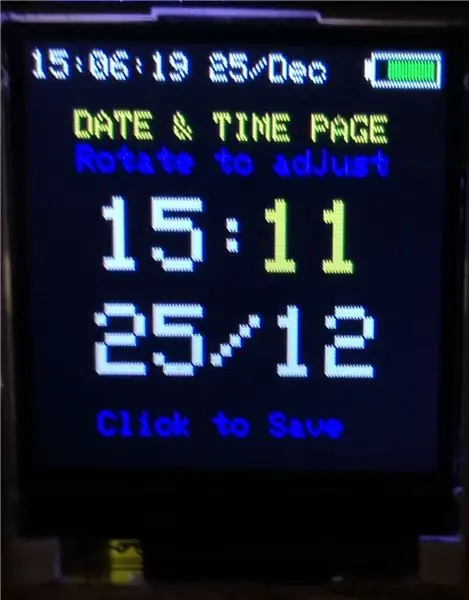 15:06:19 25/Dec
DATE & TIME PAGE
Rotate to adjust
15:11
25/12
Click to Save